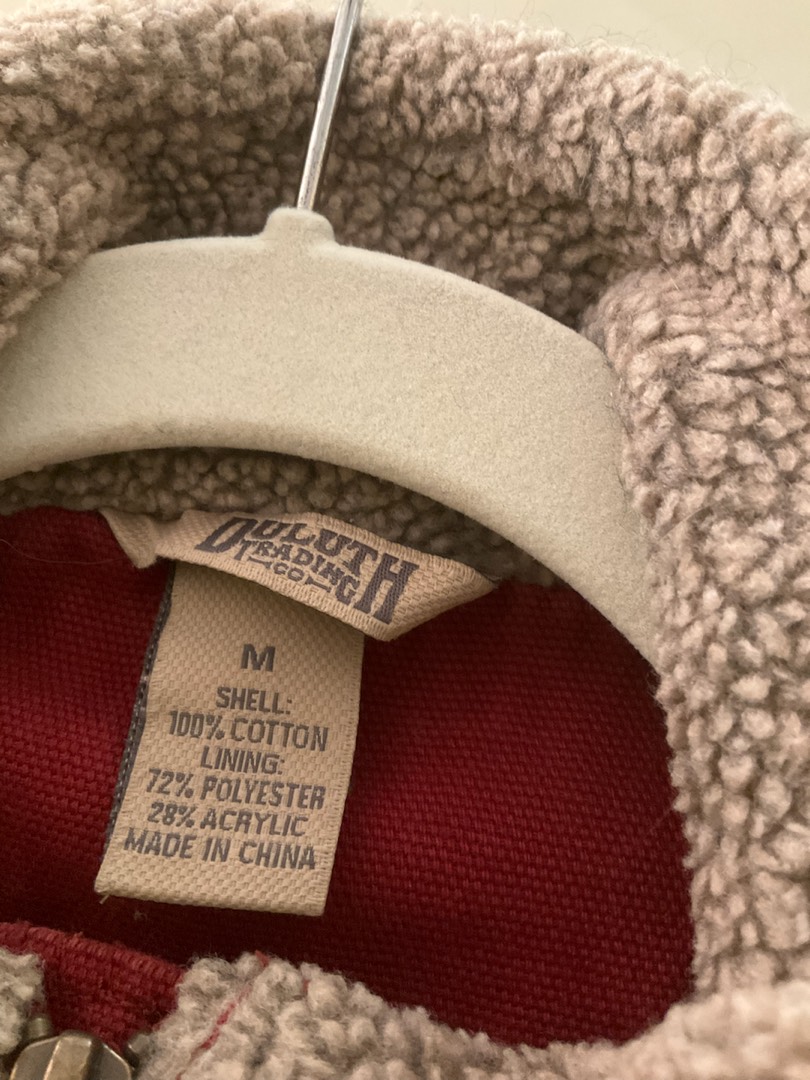 DULUTH
TRADING
CO
M
SHELL:
100% COTTON
LINING:
72% POLYESTER
28% ACRYLIC
MADE IN CHINA